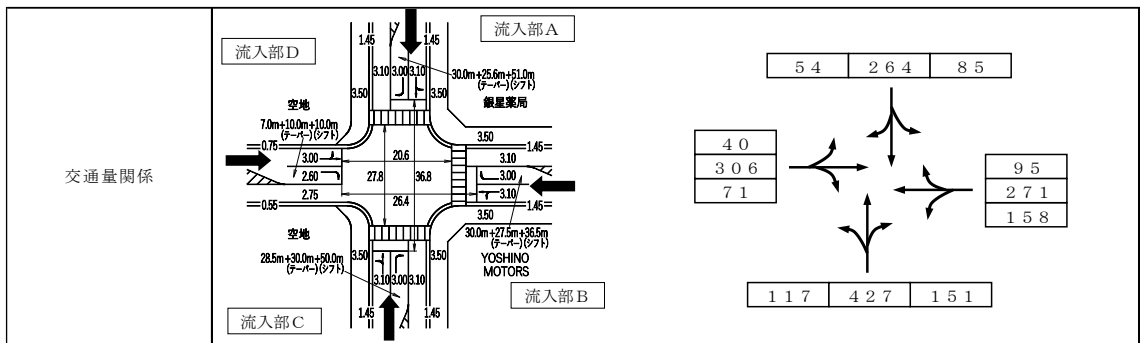 交通量関係
流入部D
流入部A
1.45
1.45
3.10
3.00
3.10
30.0m+25.6m+51.0m
(テーパー)(シフト)
3.50
3.50
銀星薬局
空地
7.0m+10.0m+10.0m
(テーパー)(シフト)
3.50
1.45
0.75
3.00
20.6
3.10
27.8
36.8
3.00
2.60
2.75
26.4
3.10
0.55
1.45
3.50
空地
30.0m+27.5m+36.5m
(テーパー)(シフト)
YOSHINO
MOTORS
28.5m+30.0m+50.0m
(テーパー)(シフト)
3.50
3.50
3.10
3.00
3.10
1.45
1.45
流入部B
流入部C
54 264 85
40
306
71
95
271
158
117 427 151